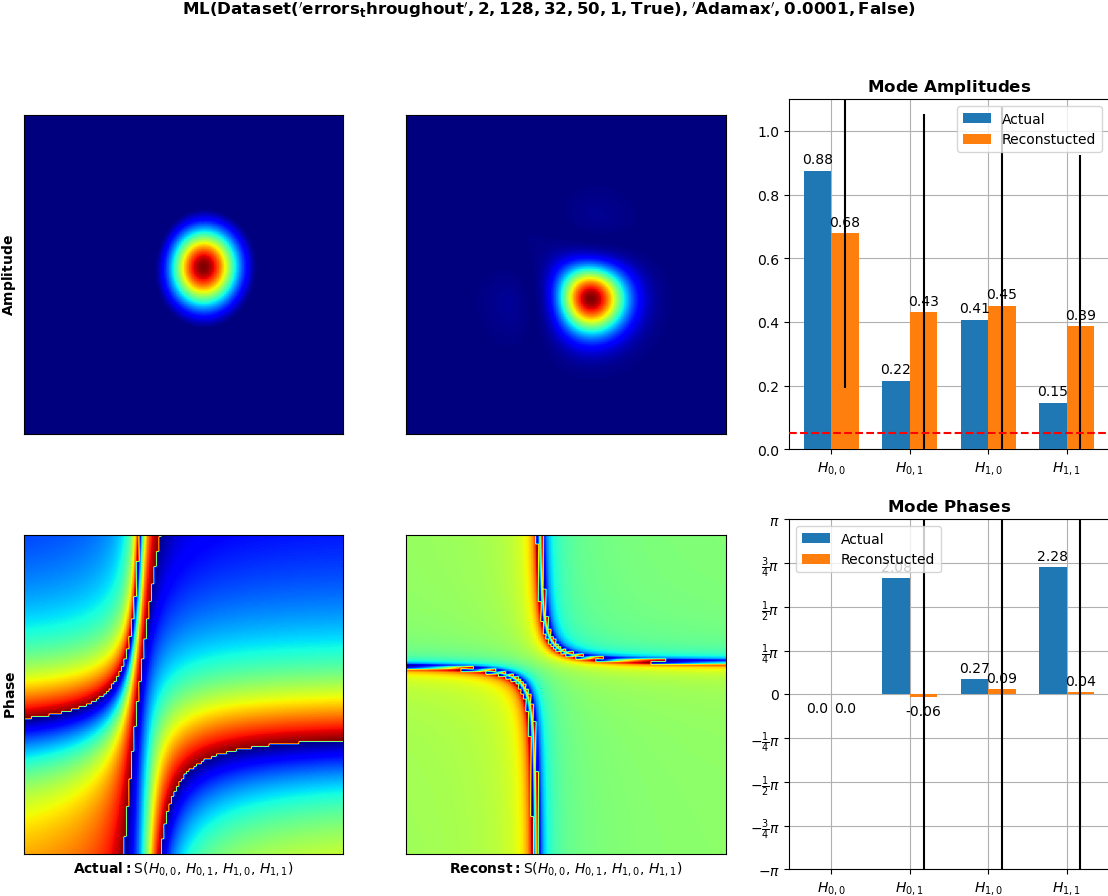 ML(Dataset('errors_throughout', 2, 128, 32, 50, 1, True), 'Adamax', 0.0001, False)
Amplitude
Mode Amplitudes
Actual
Reconstucted
1.0
0.8
0.6
0.4
0.2
0.0
0.88
0.68
0.22
0.43
0.41
0.45
0.15
0.39
H0,0
H0,1
H1,0
H1,1
Phase
Actual: S(H0,0, H0,1, H1,0, H1,1)
Reconst: S(H0,0, H0,1, H1,0, H1,1)
Mode Phases
Actual
Reconstucted
π
3/4π
1/2π
1/4π
0
−1/4π
−1/2π
−3/4π
−π
0.0
0.0
2.08
-0.06
0.27
0.09
2.28
0.04
H0,0
H0,1
H1,0
H1,1